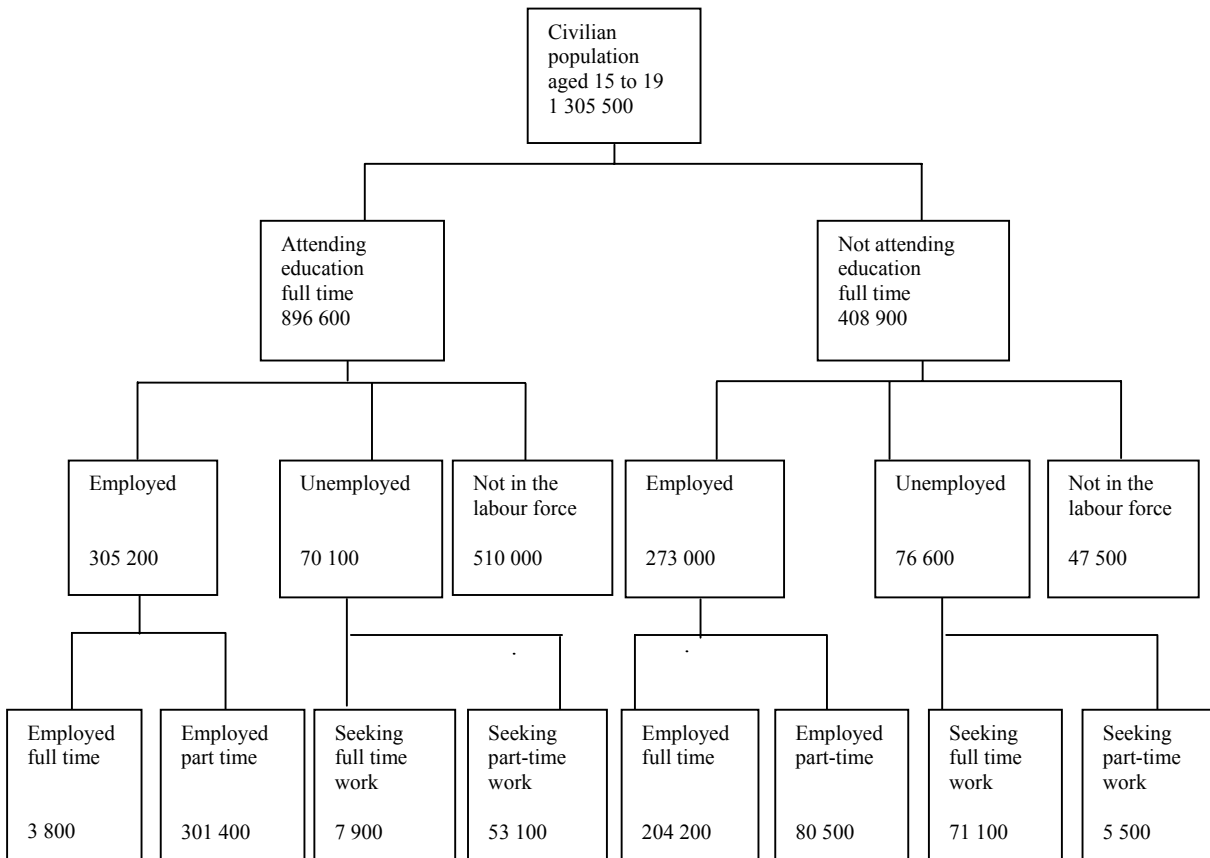 Civilian
population
aged 15 to 19
1 305 500
Attending
education
full time
896 600
Not attending
education
full time
408 900
Employed
305 200
Unemployed
70 100
Not in the
labour force
510 000
Employed
273 000
Unemployed
76 600
Not in the
labour force
47 500
Employed
full time
3 800
Employed
part time
301 400
Seeking
full time
work
7 900
Seeking
part-time
work
53 100
Employed
full time
204 200
Employed
part-time
80 500
Seeking
full time
work
71 100
Seeking
part-time
work
5 500